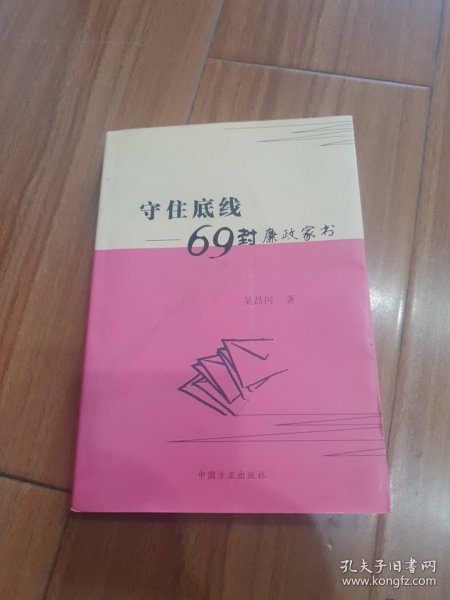 守住底线
——69封廉政家书
吴昌闪 著
中国方正出版社
孔夫子旧书网
www.kongfz.com